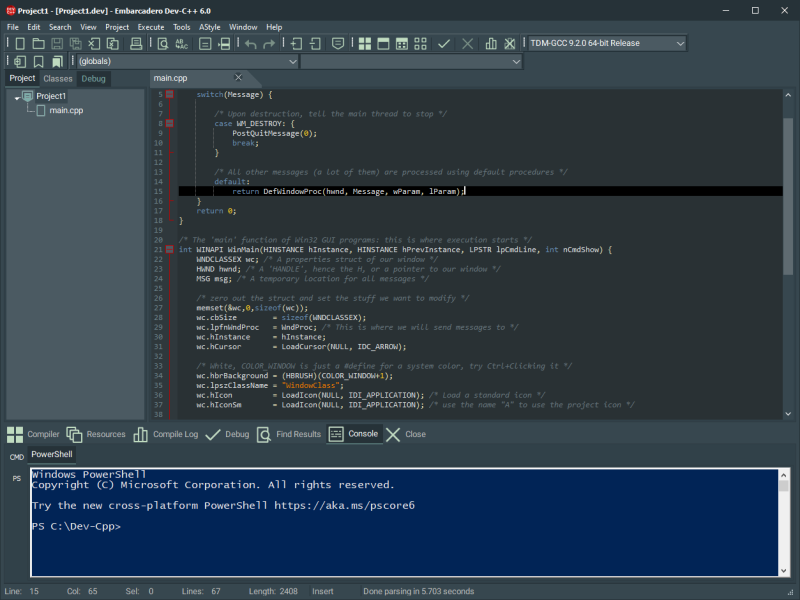 Project1 - [Project1.dev] - Embarcadero Dev-C++ 6.0
File Edit Search View Project Execute Tools AStyle Window Help
TDM-GCC 9.2.0 64-bit Release
(globals)
Project Classes Debug
main.cpp
Project1
main.cpp
5 switch(Message) {
6
7 /* Upon destruction, tell the main thread to stop */
8 case WM_DESTROY: {
9 PostQuitMessage(0);
10 break;
11 }
12
13 /* All other messages (a lot of them) are processed using default procedures */
14 default:
15 return DefWindowProc(hwnd, Message, wParam, lParam);
16 }
17 return 0;
18 }
19
20 /* The 'main' function of Win32 GUI programs: this is where execution starts */
21 int WINAPI WinMain(HINSTANCE hInstance, HINSTANCE hPrevInstance, LPSTR lpCmdLine, int nCmdShow) {
22 WNDCLASSEX wc; /* A properties struct of our window */
23 HWND hwnd; /* A 'HANDLE', hence the H, or a pointer to our window */
24 MSG msg; /* A temporary location for all messages */
25
26 /* zero out the struct and set the stuff we want to modify */
27 memset(&wc,0,sizeof(wc));
28 wc.cbSize = sizeof(WNDCLASSEX);
29 wc.lpfnWndProc = WndProc; /* This is where we will send messages to */
30 wc.hInstance = hInstance;
31 wc.hCursor = LoadCursor(NULL, IDC_ARROW);
32
33 /* White, COLOR_WINDOW is just a #define for a system color, try Ctrl+Clicking it */
34 wc.hbrBackground = (HBRUSH)(COLOR_WINDOW+1);
35 wc.lpszClassName = "WindowClass";
36 wc.hIcon = LoadIcon(NULL, IDI_APPLICATION); /* Load a standard icon */
37 wc.hIconSm = LoadIcon(NULL, IDI_APPLICATION); /* use the name "A" to use the project icon */
38
Compiler Resources Compile Log Debug Find Results Console Close
CMD PowerShell
PS
Windows PowerShell
Copyright (C) Microsoft Corporation. All rights reserved.
Try the new cross-platform PowerShell https://aka.ms/pscore6
PS C:\Dev-Cpp>
Line: 15 Col: 65 Sel: 0 Lines: 67 Length: 2408 Insert Done parsing in 5.703 seconds